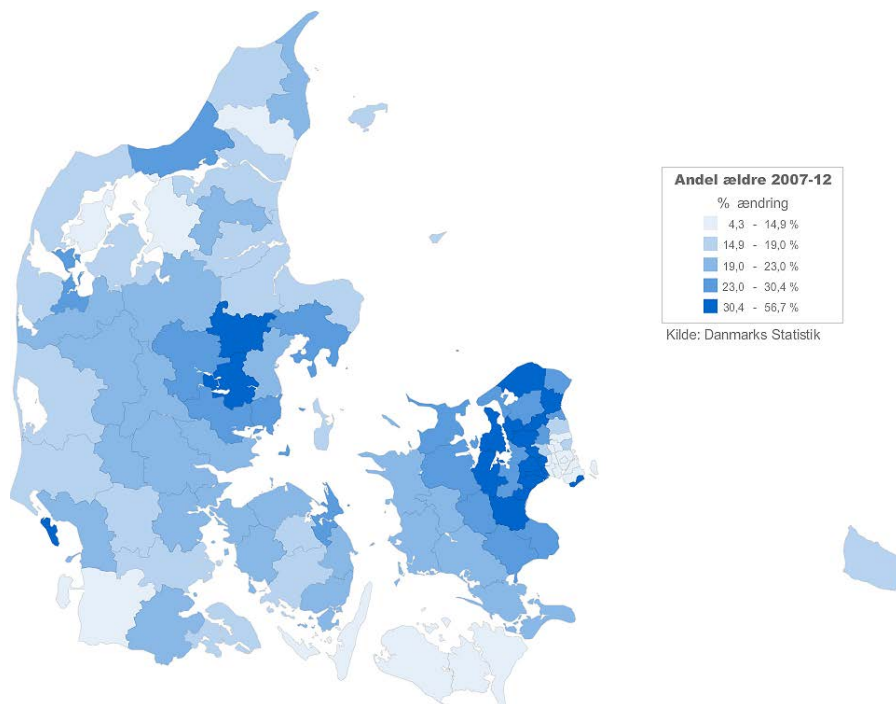 Andel ældre 2007-12
% ændring
4,3 - 14,9 %
14,9 - 19,0 %
19,0 - 23,0 %
23,0 - 30,4 %
30,4 - 56,7 %
Kilde: Danmarks Statistik